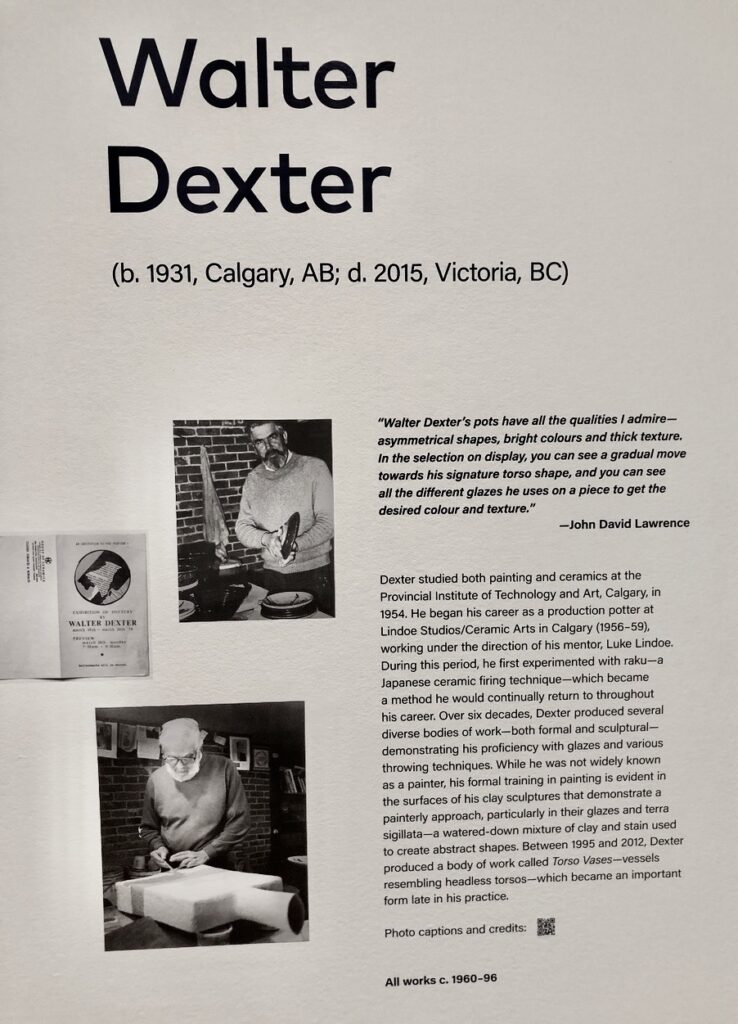 Walter
Dexter
(b. 1931, Calgary, AB; d. 2015, Victoria, BC)
“Walter Dexter’s pots have all the qualities I admire—
asymmetrical shapes, bright colours and thick texture.
In the selection on display, you can see a gradual move
towards his signature torso shape, and you can see
all the different glazes he uses on a piece to get the
desired colour and texture.”
—John David Lawrence
EXHIBITION OF POTTERY
BY
WALTER DEXTER
PREVIEW
Dexter studied both painting and ceramics at the
Provincial Institute of Technology and Art, Calgary, in
1954. He began his career as a production potter at
Lindoe Studios/Ceramic Arts in Calgary (1956–59),
working under the direction of his mentor, Luke Lindoe.
During this period, he first experimented with raku—a
Japanese ceramic firing technique—which became
a method he would continually return to throughout
his career. Over six decades, Dexter produced several
diverse bodies of work—both formal and sculptural—
demonstrating his proficiency with glazes and various
throwing techniques. While he was not widely known
as a painter, his formal training in painting is evident in
the surfaces of his clay sculptures that demonstrate a
painterly approach, particularly in their glazes and terra
sigillata—a watered-down mixture of clay and stain used
to create abstract shapes. Between 1995 and 2012, Dexter
produced a body of work called Torso Vases—vessels
resembling headless torsos—which became an important
form late in his practice.
Photo captions and credits:
All works c. 1960–96